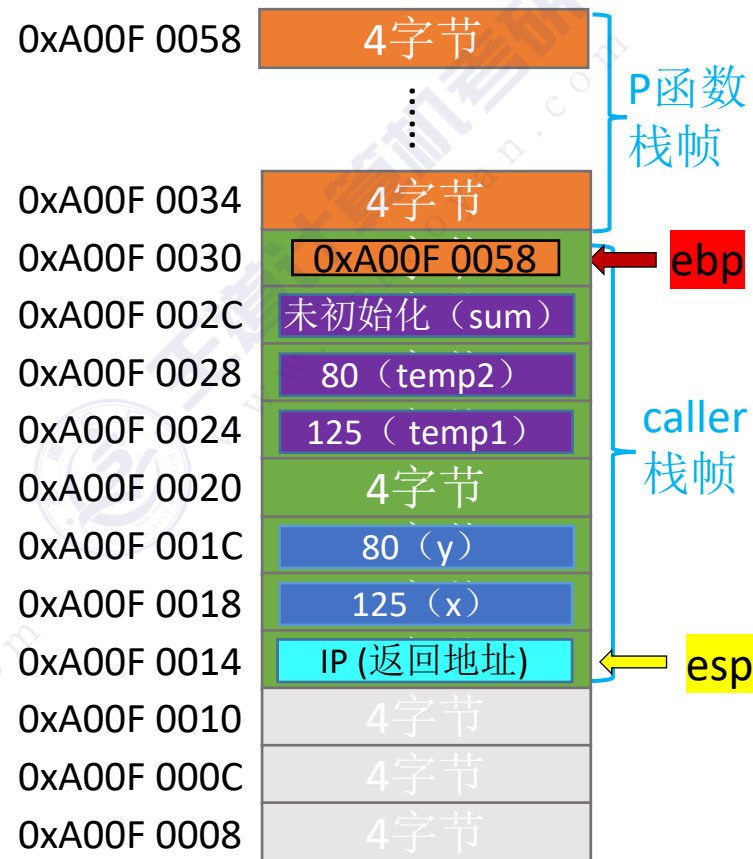 0xA00F 0058 4字节
P函数
栈帧
0xA00F 0034 4字节
0xA00F 0030 0xA00F 0058 ebp
0xA00F 002C 未初始化（sum）
0xA00F 0028 80（temp2）
0xA00F 0024 125（ temp1）
caller
栈帧
0xA00F 0020 4字节
0xA00F 001C 80（y）
0xA00F 0018 125（x）
0xA00F 0014 IP (返回地址) esp
0xA00F 0010 4字节
0xA00F 000C 4字节
0xA00F 0008 4字节